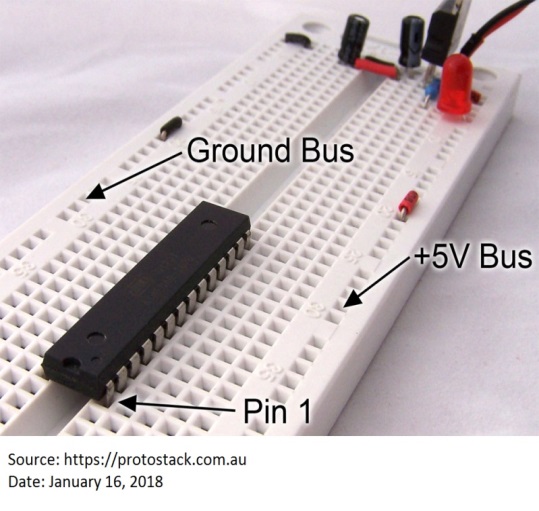 Ground Bus
+5V Bus
Pin 1
Source: https://protostack.com.au
Date: January 16, 2018